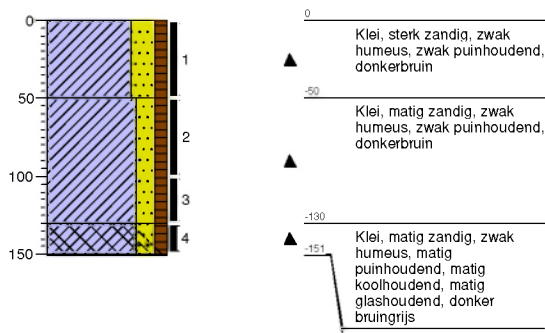 0
50
100
150
1
2
3
4
0
Klei, sterk zandig, zwak
humeus, zwak puinhoudend,
donkerbruin
-50
Klei, matig zandig, zwak
humeus, zwak puinhoudend,
donkerbruin
-130
Klei, matig zandig, zwak
humeus, matig
puinhoudend, matig
koolhoudend, matig
glashoudend, donker
bruingrijs
-151